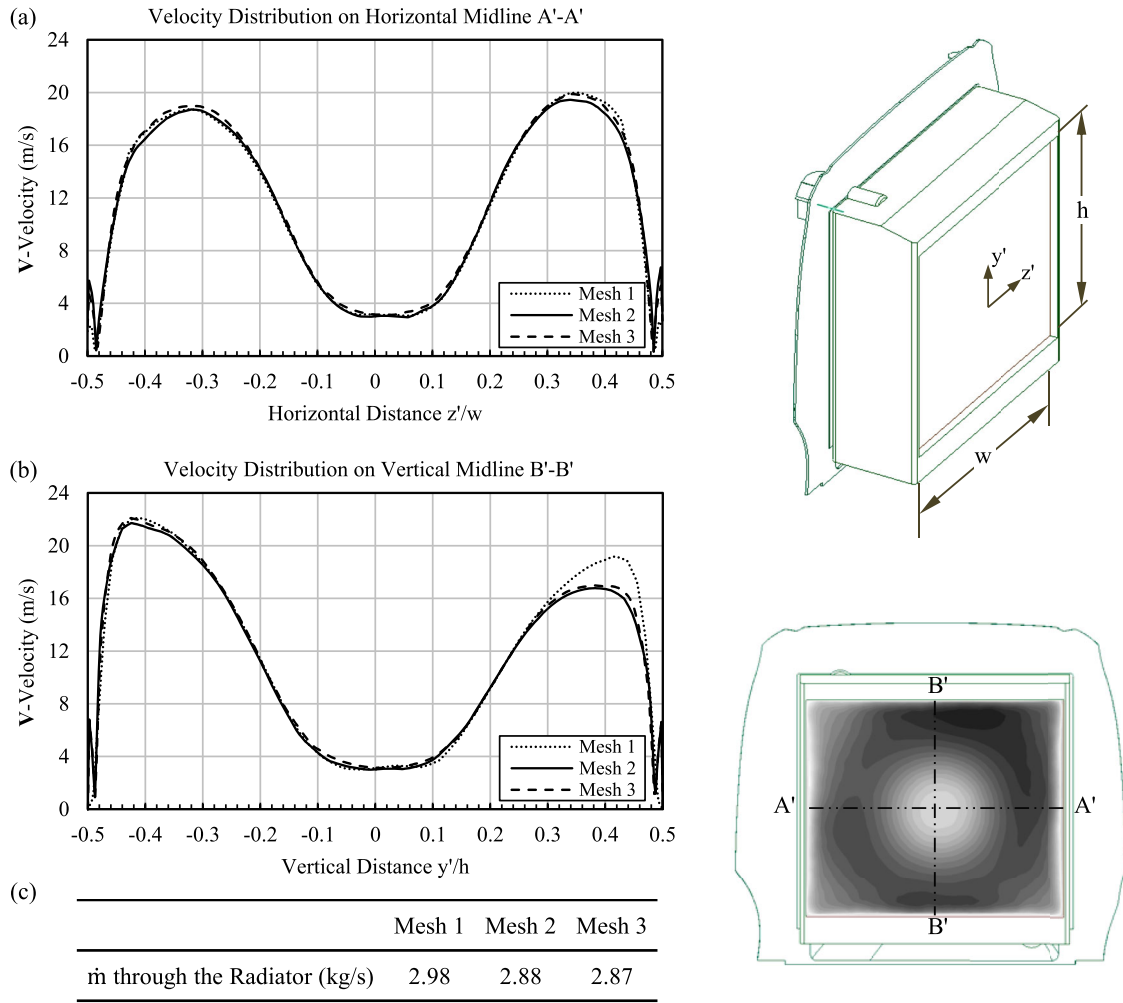 (a)
Velocity Distribution on Horizontal Midline A'-A'
V-Velocity (m/s)
24
20
16
12
8
4
0
-0.5 -0.4 -0.3 -0.2 -0.1 0 0.1 0.2 0.3 0.4 0.5
Horizontal Distance z'/w
Mesh 1
Mesh 2
Mesh 3
h
y'
z'
w
(b)
Velocity Distribution on Vertical Midline B'-B'
V-Velocity (m/s)
24
20
16
12
8
4
0
-0.5 -0.4 -0.3 -0.2 -0.1 0 0.1 0.2 0.3 0.4 0.5
Vertical Distance y'/h
Mesh 1
Mesh 2
Mesh 3
B'
A' A'
B'
(c)
Mesh 1 Mesh 2 Mesh 3
ṁ through the Radiator (kg/s) 2.98 2.88 2.87